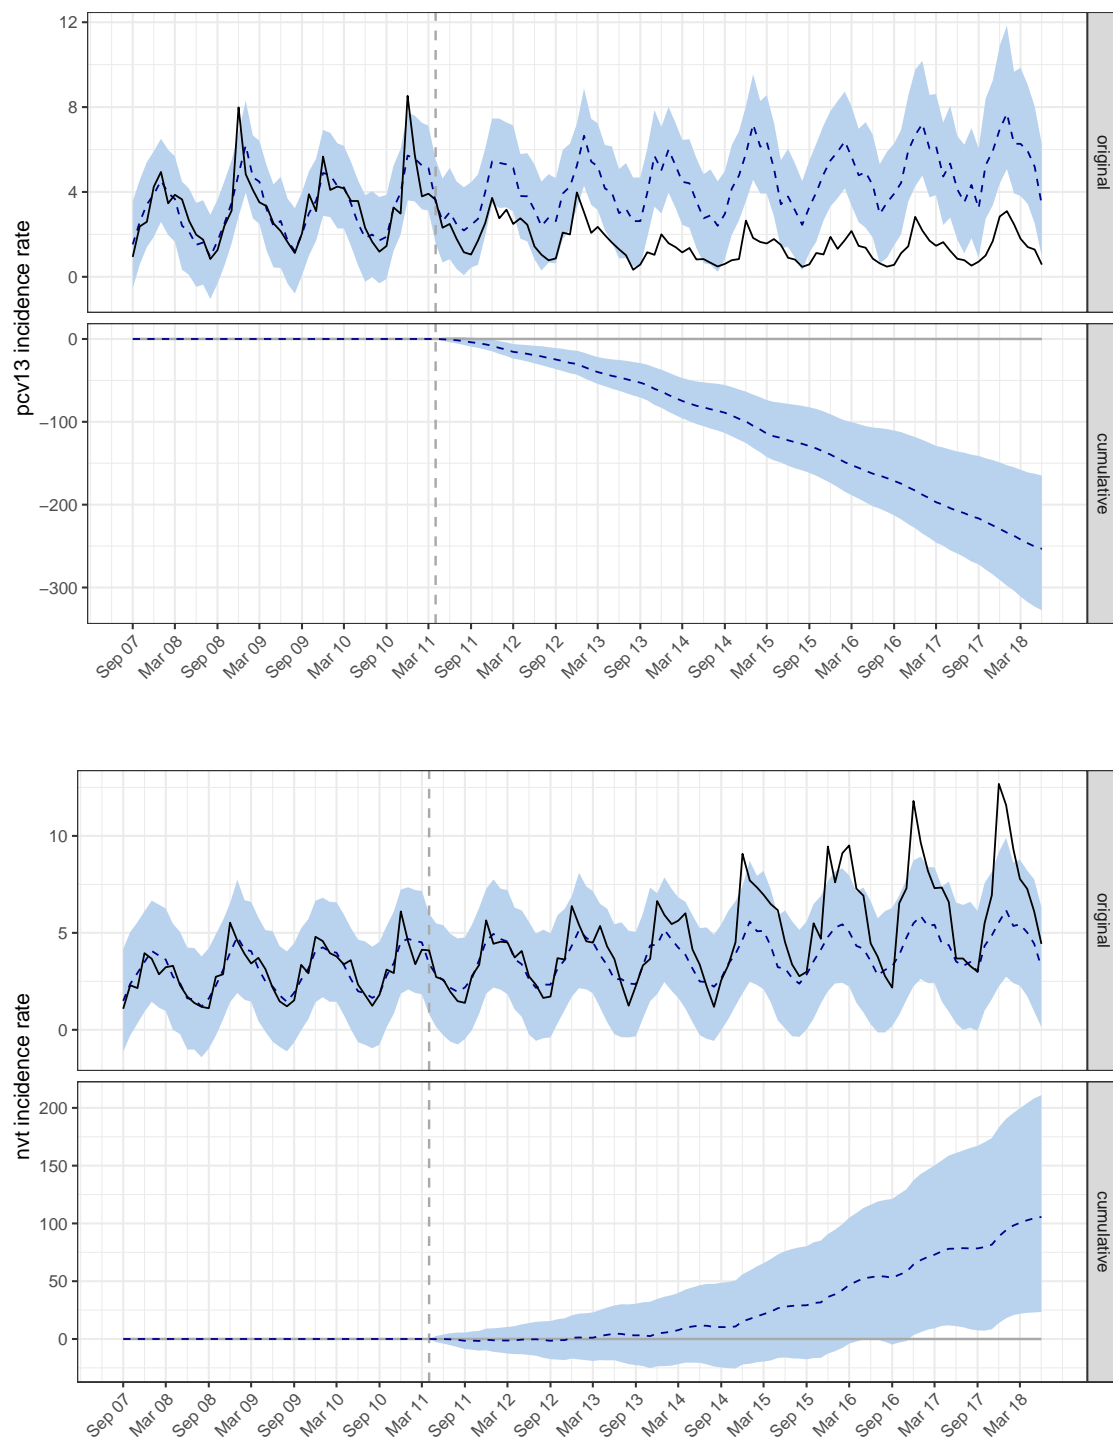 12
8
4
0
original
pcv13 incidence rate
0
−100
−200
−300
cumulative
Sep 07
Mar 08
Sep 08
Mar 09
Sep 09
Mar 10
Sep 10
Mar 11
Sep 11
Mar 12
Sep 12
Mar 13
Sep 13
Mar 14
Sep 14
Mar 15
Sep 15
Mar 16
Sep 16
Mar 17
Sep 17
Mar 18
10
5
0
original
nvt incidence rate
200
150
100
50
0
cumulative
Sep 07
Mar 08
Sep 08
Mar 09
Sep 09
Mar 10
Sep 10
Mar 11
Sep 11
Mar 12
Sep 12
Mar 13
Sep 13
Mar 14
Sep 14
Mar 15
Sep 15
Mar 16
Sep 16
Mar 17
Sep 17
Mar 18